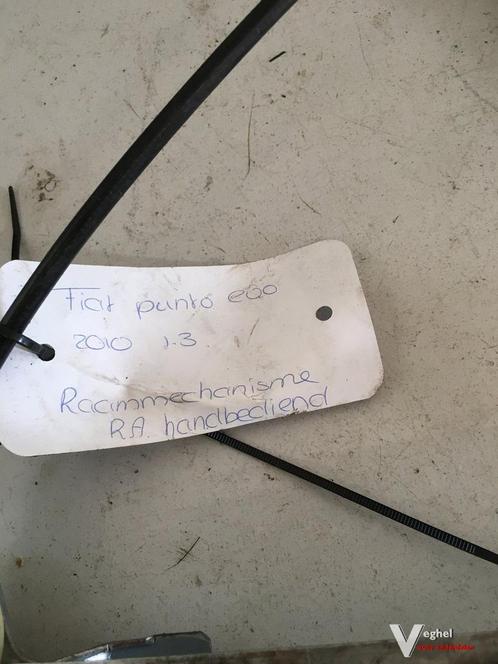 Fiat punto evo
2010 1.3.
Raammechanisme
R.A. handbediend
Veghel